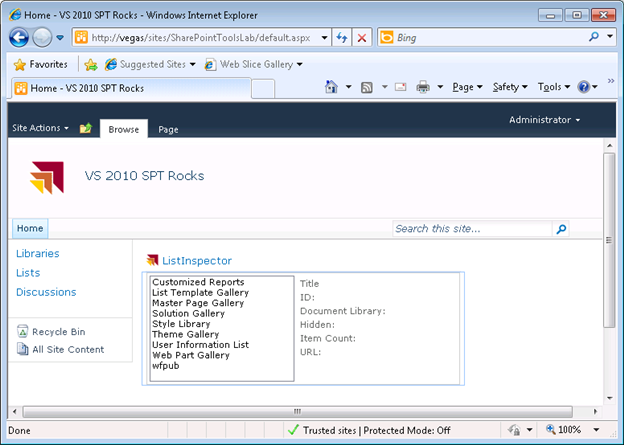 Home - VS 2010 SPT Rocks - Windows Internet Explorer
http://vegas/sites/SharePointToolsLab/default.aspx
Bing
Favorites
Suggested Sites
Web Slice Gallery
Home - VS 2010 SPT Rocks
Page
Safety
Tools
Site Actions
Browse
Page
Administrator
VS 2010 SPT Rocks
Home
Search this site...
Libraries
Lists
Discussions
Recycle Bin
All Site Content
ListInspector
Customized Reports
List Template Gallery
Master Page Gallery
Solution Gallery
Style Library
Theme Gallery
User Information List
Web Part Gallery
wfpub
Title
ID:
Document Library:
Hidden:
Item Count:
URL:
Done
Trusted sites | Protected Mode: Off
100%